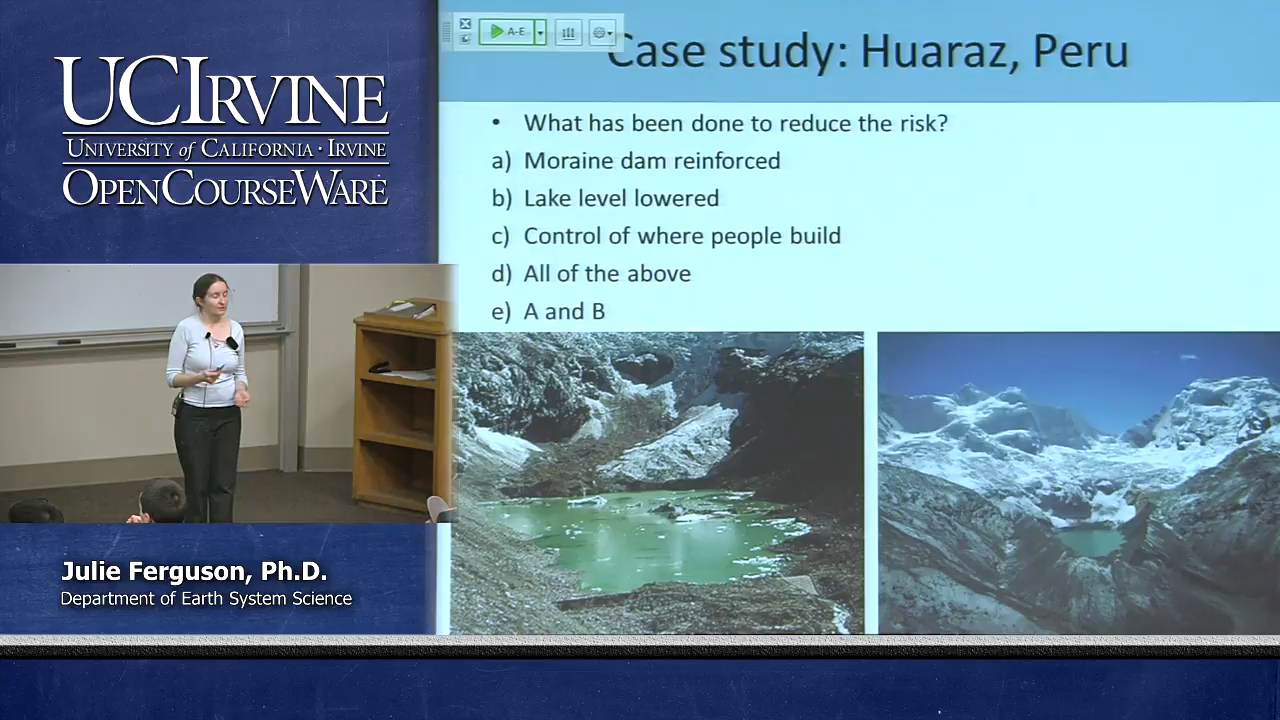 UCIRVINE
UNIVERSITY of CALIFORNIA · IRVINE
OPENCOURSEWARE
A-E
Case study: Huaraz, Peru
• What has been done to reduce the risk?
a) Moraine dam reinforced
b) Lake level lowered
c) Control of where people build
d) All of the above
e) A and B
Julie Ferguson, Ph.D.
Department of Earth System Science